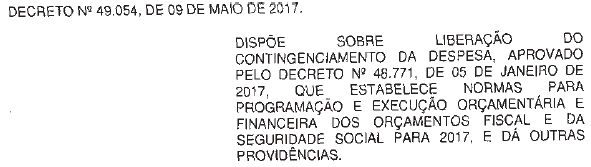 DECRETO Nº 49.054, DE 09 DE MAIO DE 2017.
DISPÕE SOBRE LIBERAÇÃO DO
CONTINGENCIAMENTO DA DESPESA, APROVADO
PELO DECRETO Nº 48.771, DE 05 DE JANEIRO DE
2017, QUE ESTABELECE NORMAS PARA
PROGRAMAÇÃO E EXECUÇÃO ORÇAMENTÁRIA E
FINANCEIRA DOS ORÇAMENTOS FISCAL E DA
SEGURIDADE SOCIAL PARA 2017, E DÁ OUTRAS
PROVIDÊNCIAS.